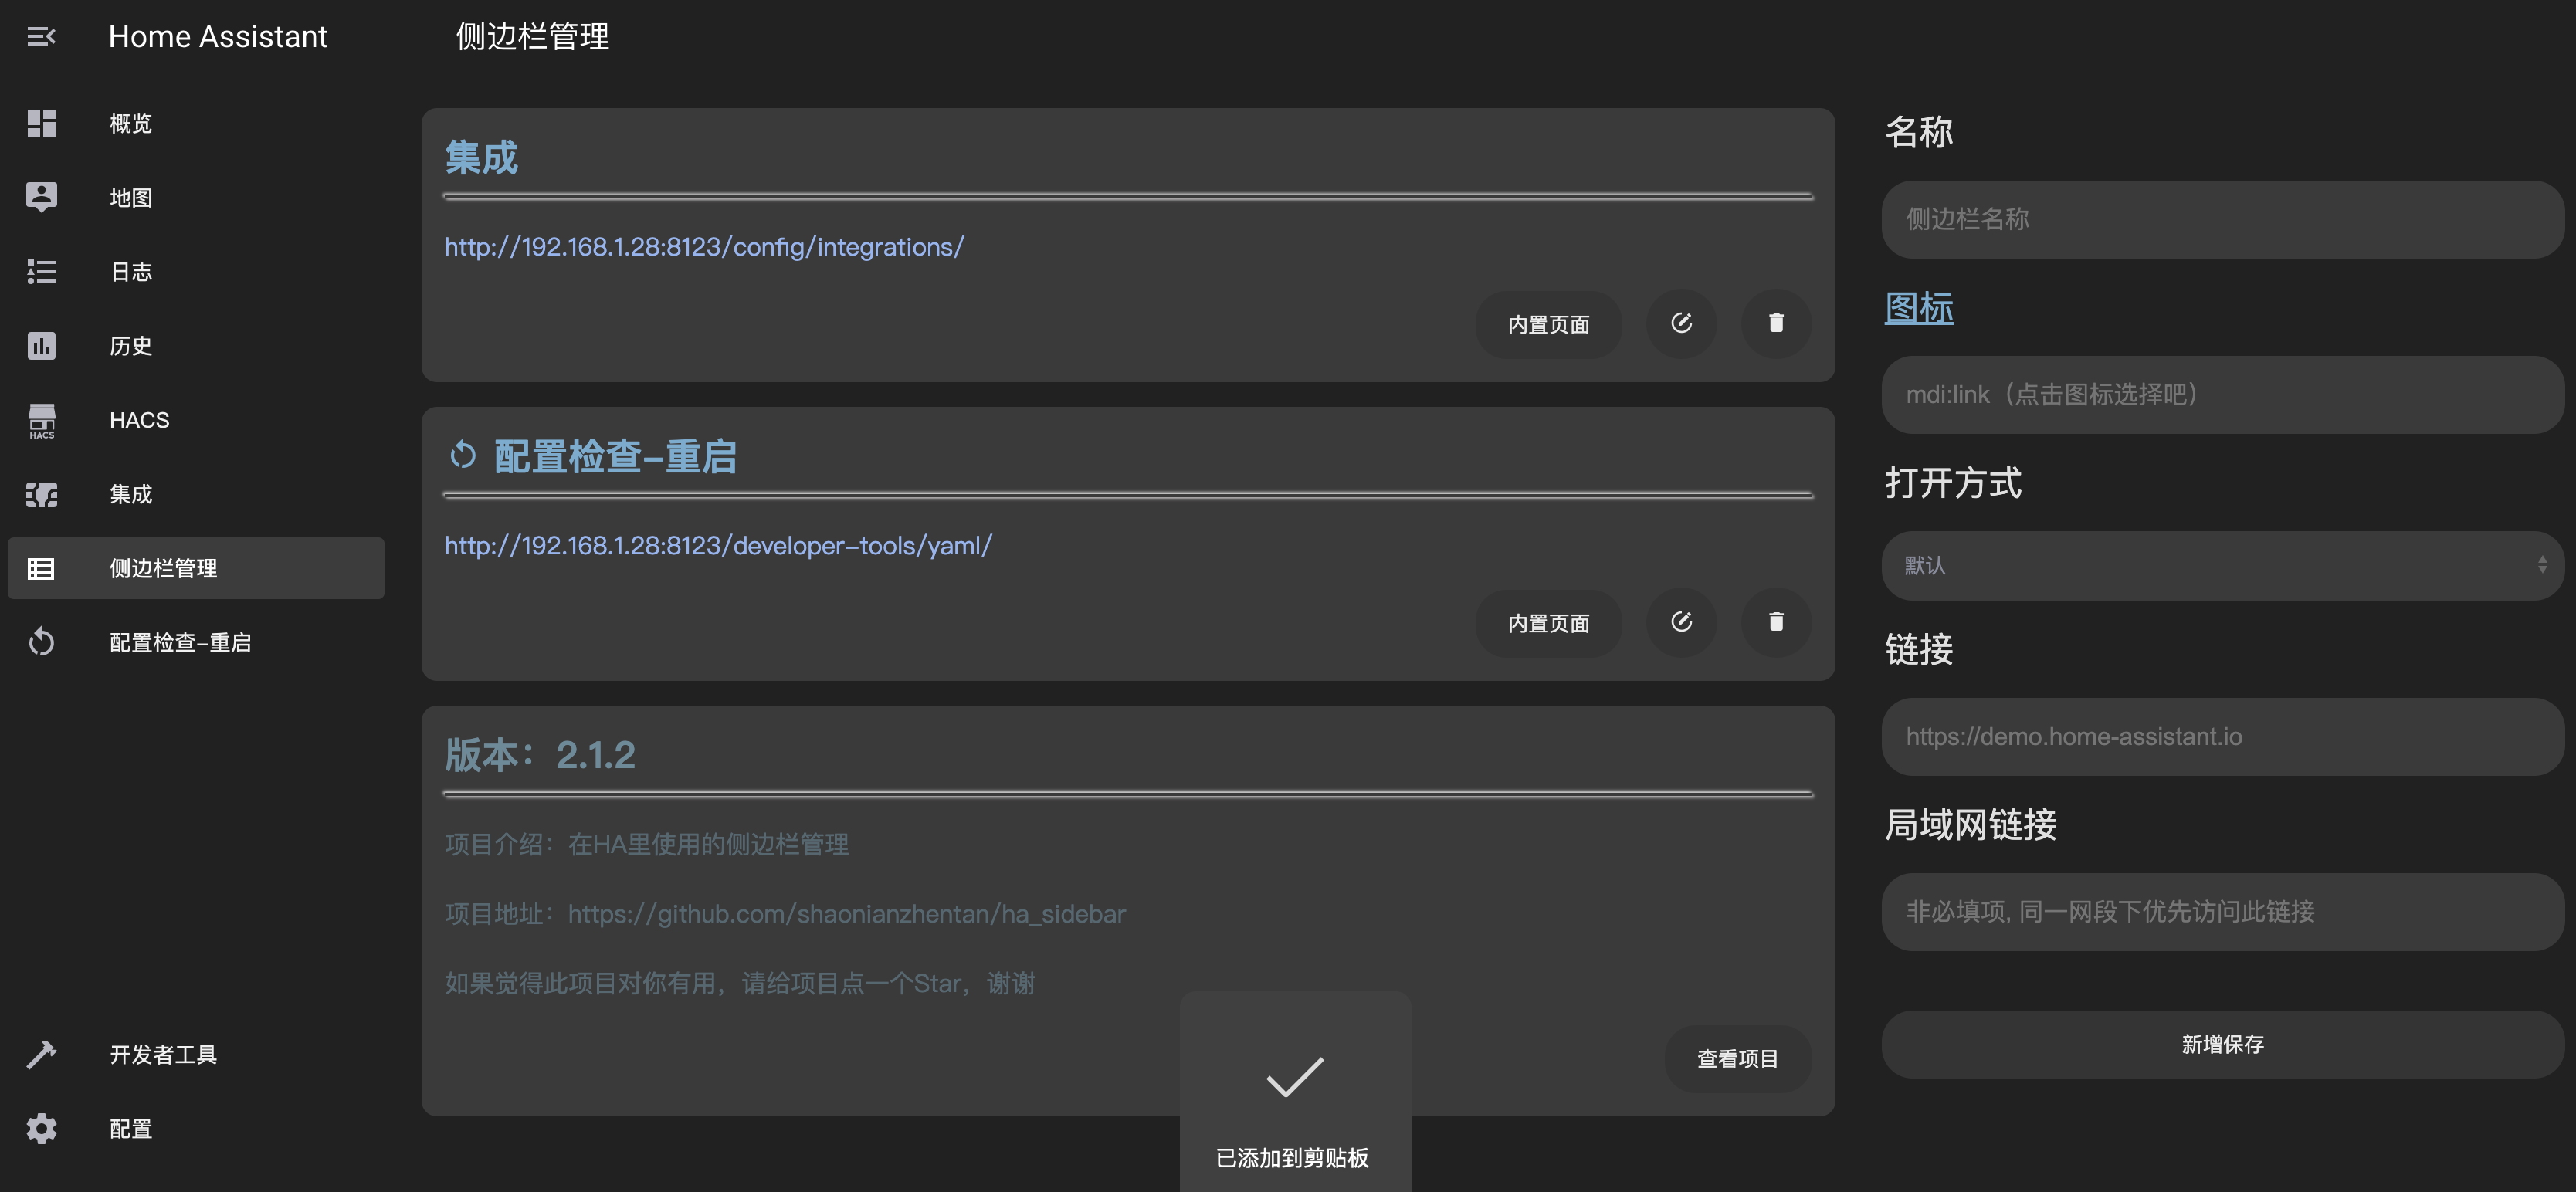 Home Assistant
侧边栏管理
概览
地图
日志
历史
HACS
HACS
集成
侧边栏管理
配置检查-重启
开发者工具
配置
集成
http://192.168.1.28:8123/config/integrations/
内置页面
配置检查-重启
http://192.168.1.28:8123/developer-tools/yaml/
内置页面
版本：2.1.2
项目介绍：在HA里使用的侧边栏管理
项目地址：https://github.com/shaonianzhentan/ha_sidebar
如果觉得此项目对你有用，请给项目点一个Star，谢谢
查看项目
已添加到剪贴板
名称
侧边栏名称
图标
mdi:link（点击图标选择吧）
打开方式
默认
链接
https://demo.home-assistant.io
局域网链接
非必填项, 同一网段下优先访问此链接
新增保存